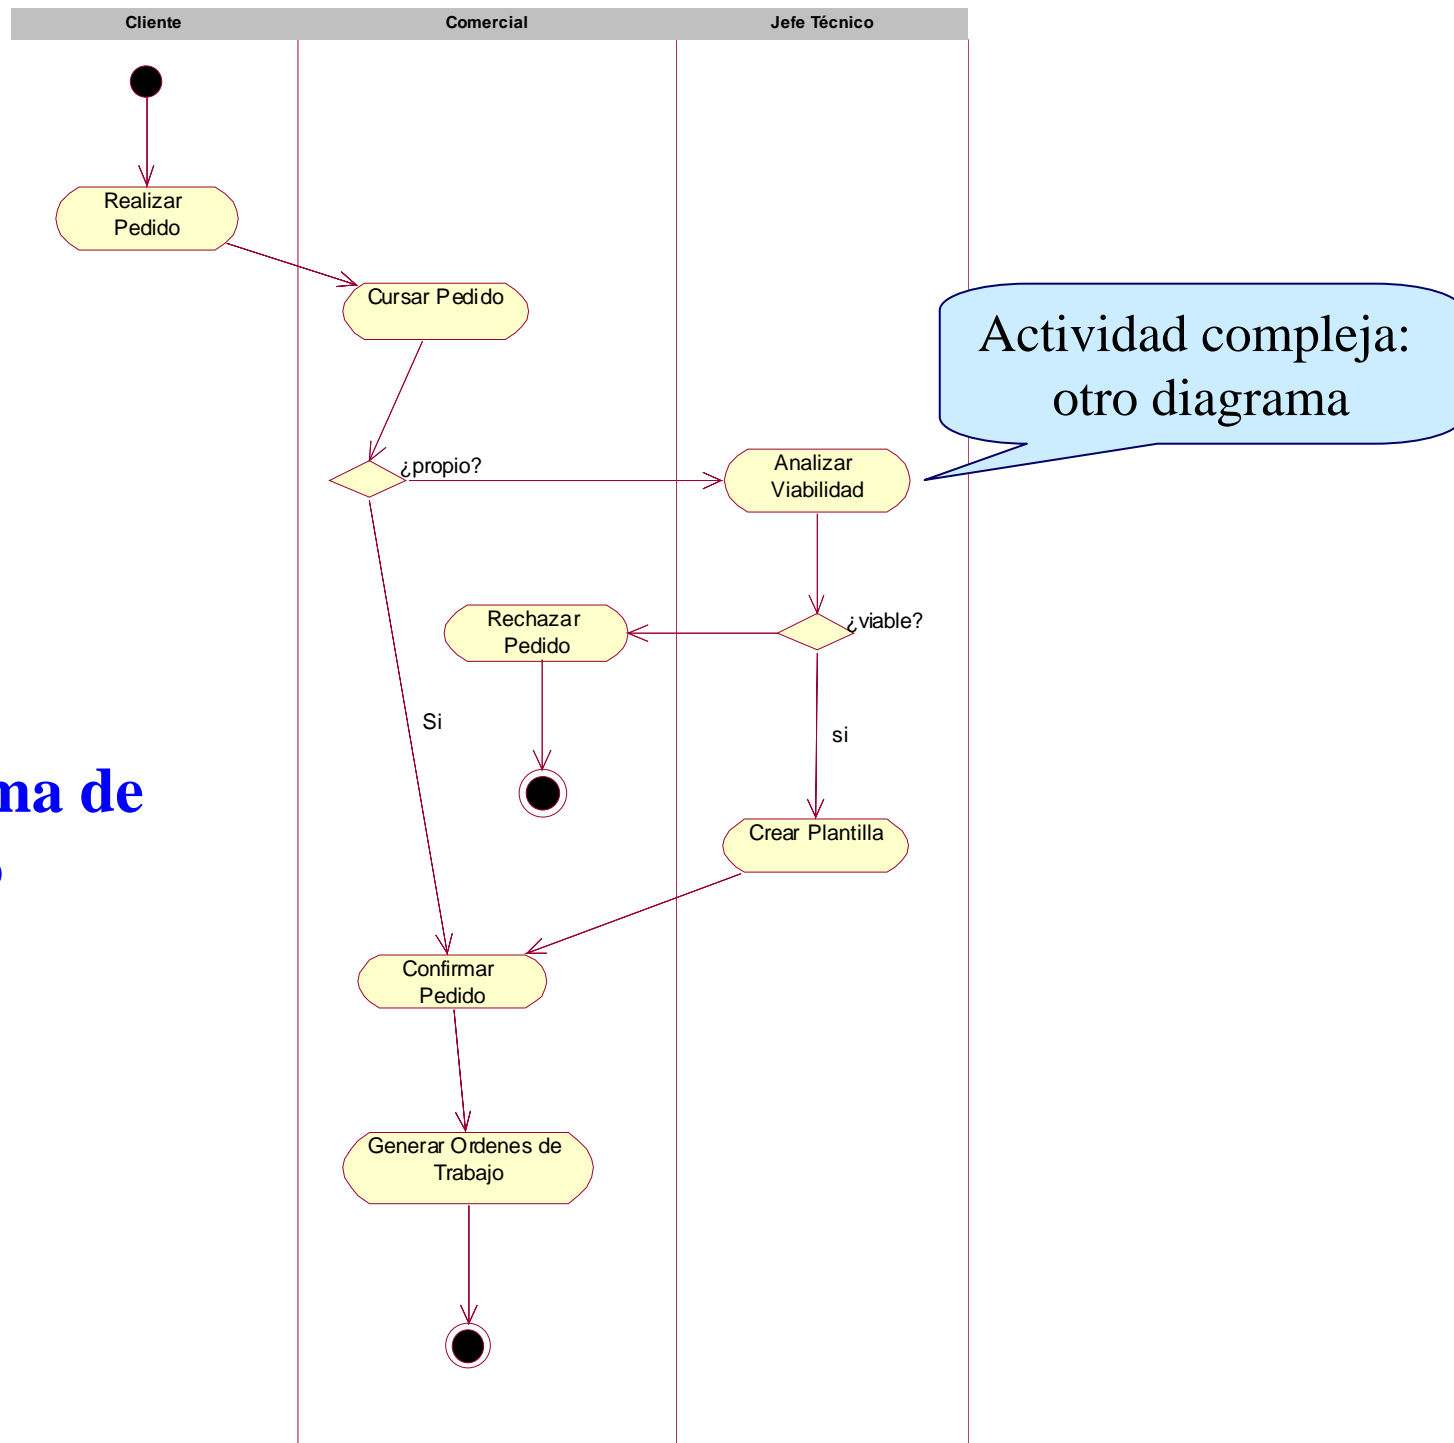 Cliente
Comercial
Jefe Técnico
Realizar
Pedido
Cursar Pedido
Actividad compleja:
otro diagrama
¿propio?
Analizar
Viabilidad
Rechazar
Pedido
¿viable?
Si
si
ma de
Crear Plantilla
Confirmar
Pedido
Generar Ordenes de
Trabajo